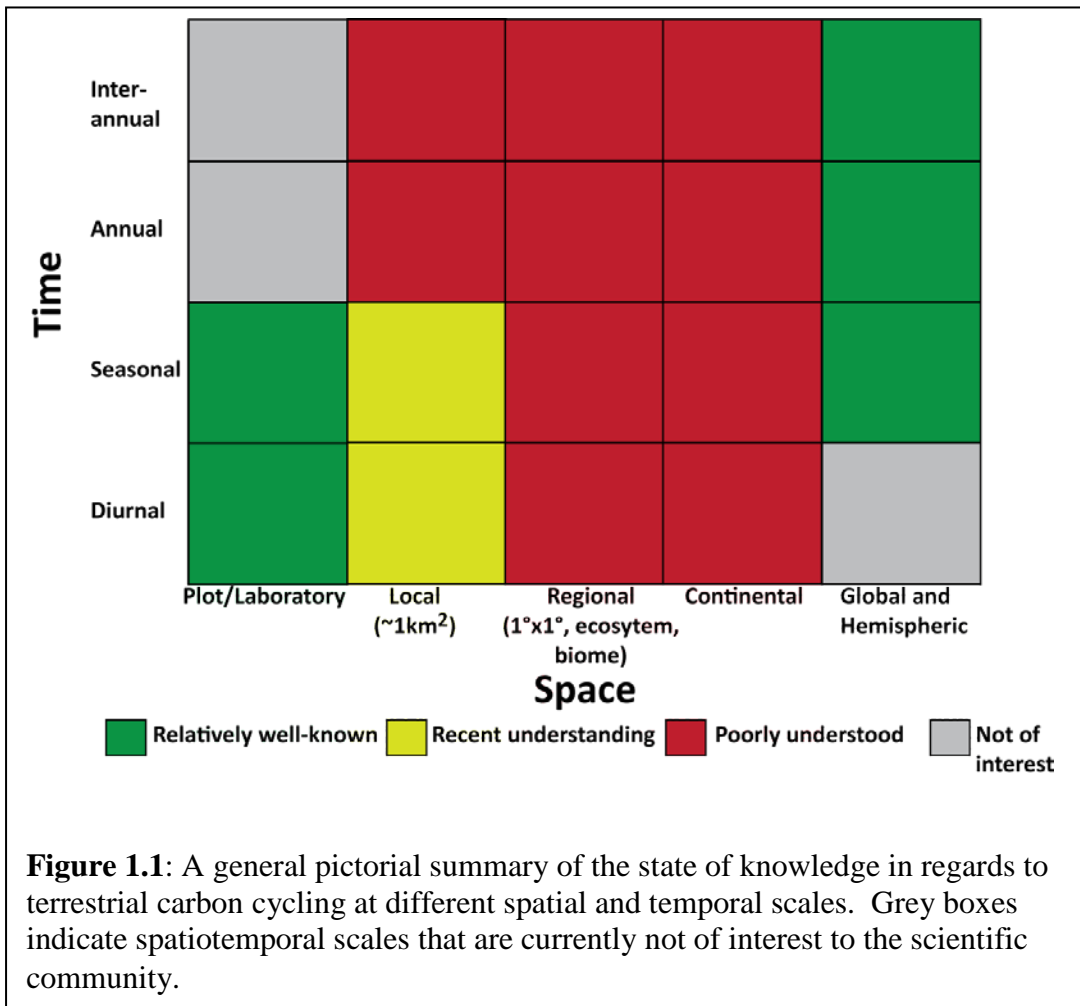 Inter-
annual
Annual
Time
Seasonal
Diurnal
Plot/Laboratory
Local
(~1km²)
Regional
(1°x1°, ecosytem,
biome)
Continental
Global and
Hemispheric
Space
Relatively well-known
Recent understanding
Poorly understood
Not of
interest
Figure 1.1: A general pictorial summary of the state of knowledge in regards to
terrestrial carbon cycling at different spatial and temporal scales.  Grey boxes
indicate spatiotemporal scales that are currently not of interest to the scientific
community.